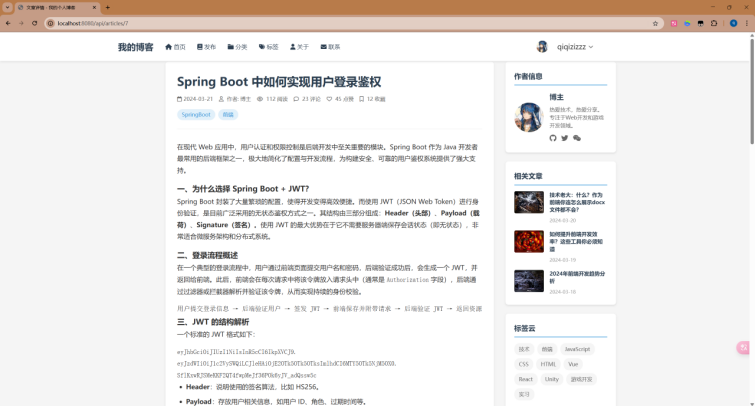 文章详情 - 我的个人博客
localhost:8080/api/articles/7
我的博客 首页 发布 分类 标签 关于 联系 qiqizizzz
Spring Boot 中如何实现用户登录鉴权
2024-03-21 作者: 博主 112 阅读 23 评论 45 点赞 12 收藏
SpringBoot 前端
在现代 Web 应用中，用户认证和权限控制是后端开发中至关重要的模块。Spring Boot 作为 Java 开发者
最常用的后端框架之一，极大地简化了配置与开发流程，为构建安全、可靠的用户鉴权系统提供了强大支
持。
一、为什么选择 Spring Boot + JWT?
Spring Boot 封装了大量繁琐的配置，使得开发变得高效便捷。而使用 JWT（JSON Web Token）进行身
份验证，是目前广泛采用的无状态鉴权方式之一。其结构由三部分组成：Header（头部）、Payload（载
荷）、Signature（签名）。使用 JWT 的最大优势在于它不需要服务器端保存会话状态（即无状态），非
常适合微服务架构和分布式系统。
二、登录流程概述
在一个典型的登录流程中，用户通过前端页面提交用户名和密码，后端验证成功后，会生成一个 JWT，并
返回给前端。此后，前端会在每次请求中将该令牌放入请求头中（通常是 Authorization 字段），后端通
过过滤器或拦截器解析并验证该令牌，从而实现持续的身份校验。
用户提交登录信息 → 后端验证用户 → 签发 JWT → 前端保存并附带请求 → 后端验证 JWT → 返回资源
三、JWT 的结构解析
一个标准的 JWT 格式如下：
Header：说明使用的签名算法，比如 HS256。
Payload：存放用户相关信息，如用户 ID、角色、过期时间等。
作者信息
博主
热爱技术，热爱分享。
专注于Web开发和游戏
开发领域。
相关文章
技术老大：什么？作为
前端你连怎么展示docx
文件都不会？
2024-03-20
如何提升前端开发效
率？这些工具你必须知
道
2024-03-19
2024年前端开发趋势分
析
2024-03-18
标签云
技术 前端 JavaScript
CSS HTML Vue
React Unity 游戏开发
实习